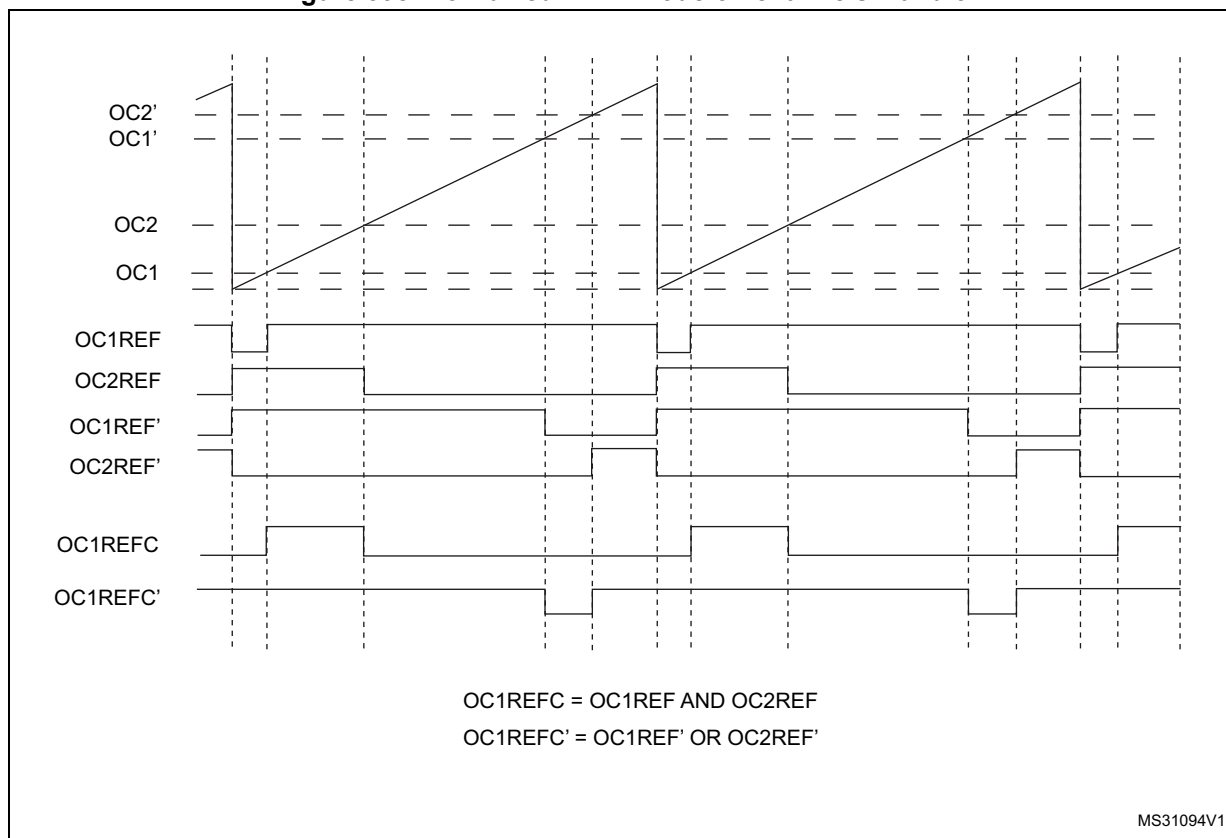 OC2’
OC1’
OC2
OC1
OC1REF
OC2REF
OC1REF’
OC2REF’
OC1REFC
OC1REFC’
OC1REFC = OC1REF AND OC2REF
OC1REFC’ = OC1REF’ OR OC2REF’
MS31094V1